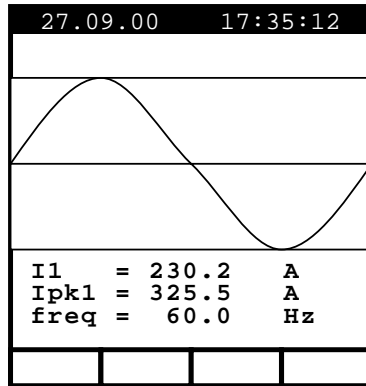 27.09.00 17:35:12
I1 = 230.2 A
Ipk1 = 325.5 A
freq = 60.0 Hz